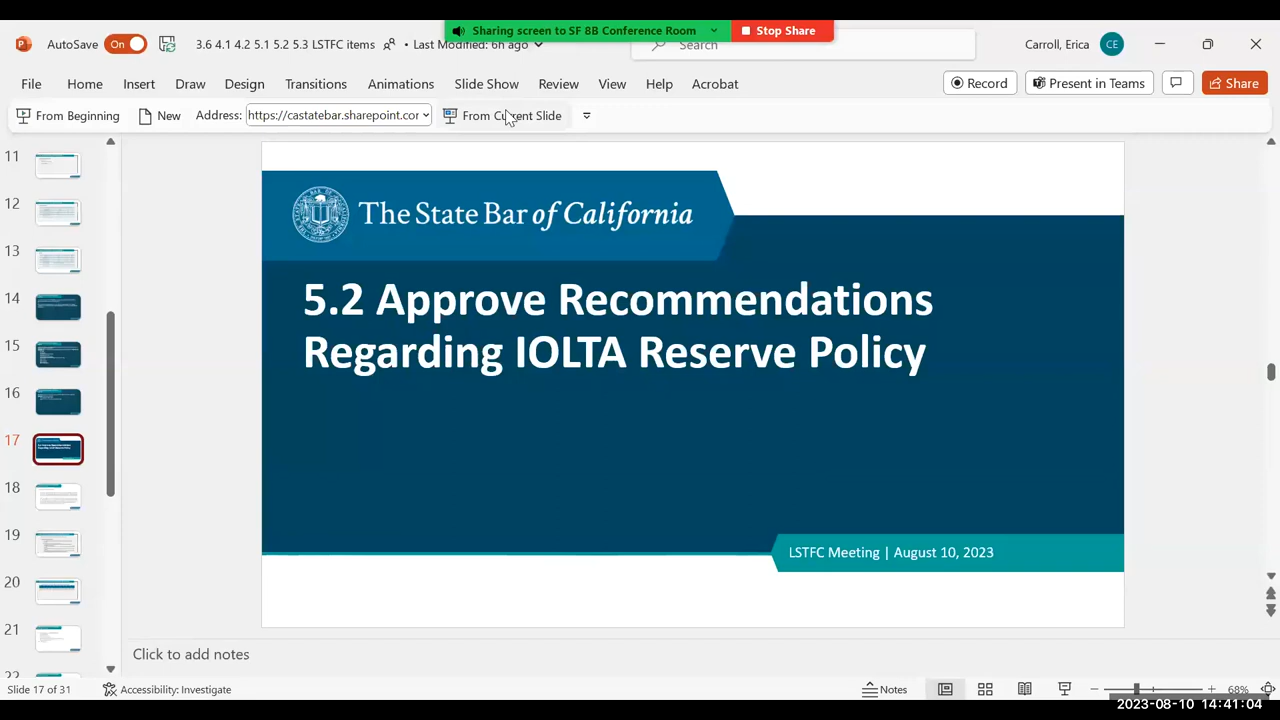 Sharing screen to SF 8B Conference Room
Stop Share
AutoSave On 3.6 4.1 4.2 5.1 5.2 5.3 LSTFC items • Last Modified: 6h ago Search Carroll, Erica CE
File Home Insert Draw Design Transitions Animations Slide Show Review View Help Acrobat Record Present in Teams Share
From Beginning New Address: https://castatebar.sharepoint.cor From Current Slide
11
12
13
14
15
16
17
18
19
20
21
22
The State Bar of California
5.2 Approve Recommendations
Regarding IOLTA Reserve Policy
LSTFC Meeting | August 10, 2023
Click to add notes
Slide 17 of 31 Accessibility: Investigate Notes 68%
2023-08-10 14:41:04